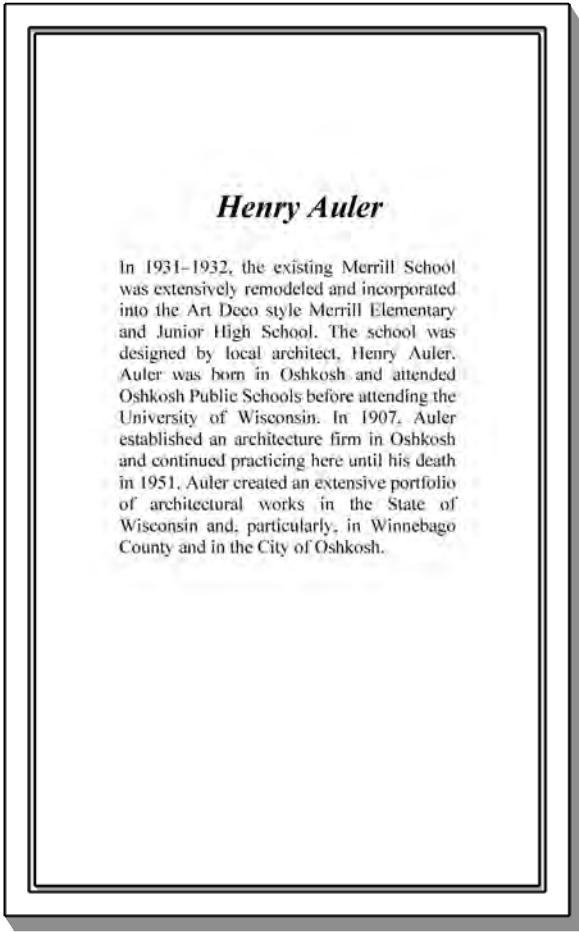 Henry Auler
In 1931–1932, the existing Merrill School
was extensively remodeled and incorporated
into the Art Deco style Merrill Elementary
and Junior High School. The school was
designed by local architect, Henry Auler.
Auler was born in Oshkosh and attended
Oshkosh Public Schools before attending the
University of Wisconsin. In 1907, Auler
established an architecture firm in Oshkosh
and continued practicing here until his death
in 1951. Auler created an extensive portfolio
of architectural works in the State of
Wisconsin and, particularly, in Winnebago
County and in the City of Oshkosh.